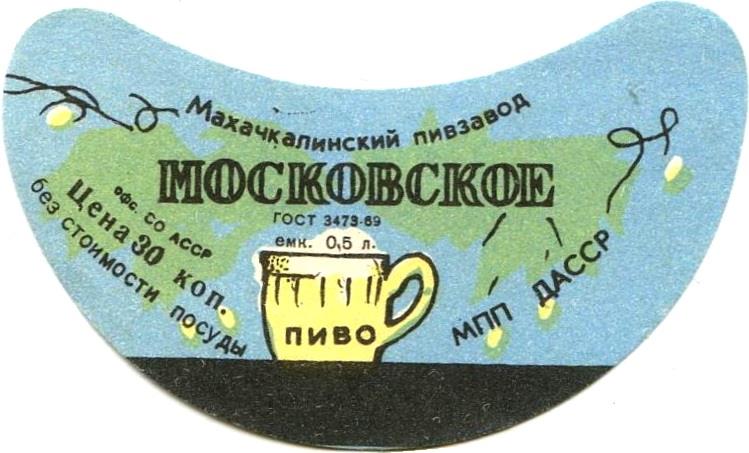 Махачкалинский пивзавод
МОСКОВСКОЕ
ГОСТ 3473-69
емк. 0,5 л.
офс. СО АССР
Цена 30 коп.
без стоимости посуды
МПП ДАССР
ПИВО